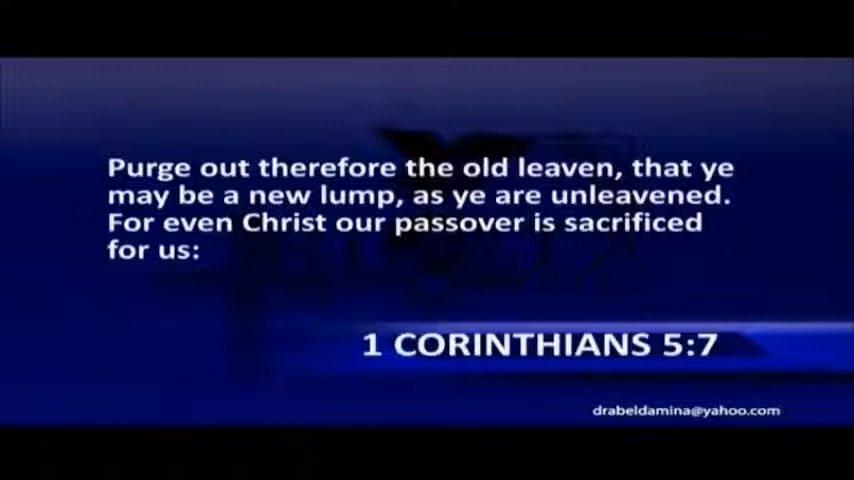 Purge out therefore the old leaven, that ye
may be a new lump, as ye are unleavened.
For even Christ our passover is sacrificed
for us:
1 CORINTHIANS 5:7
drabeldamina@yahoo.com